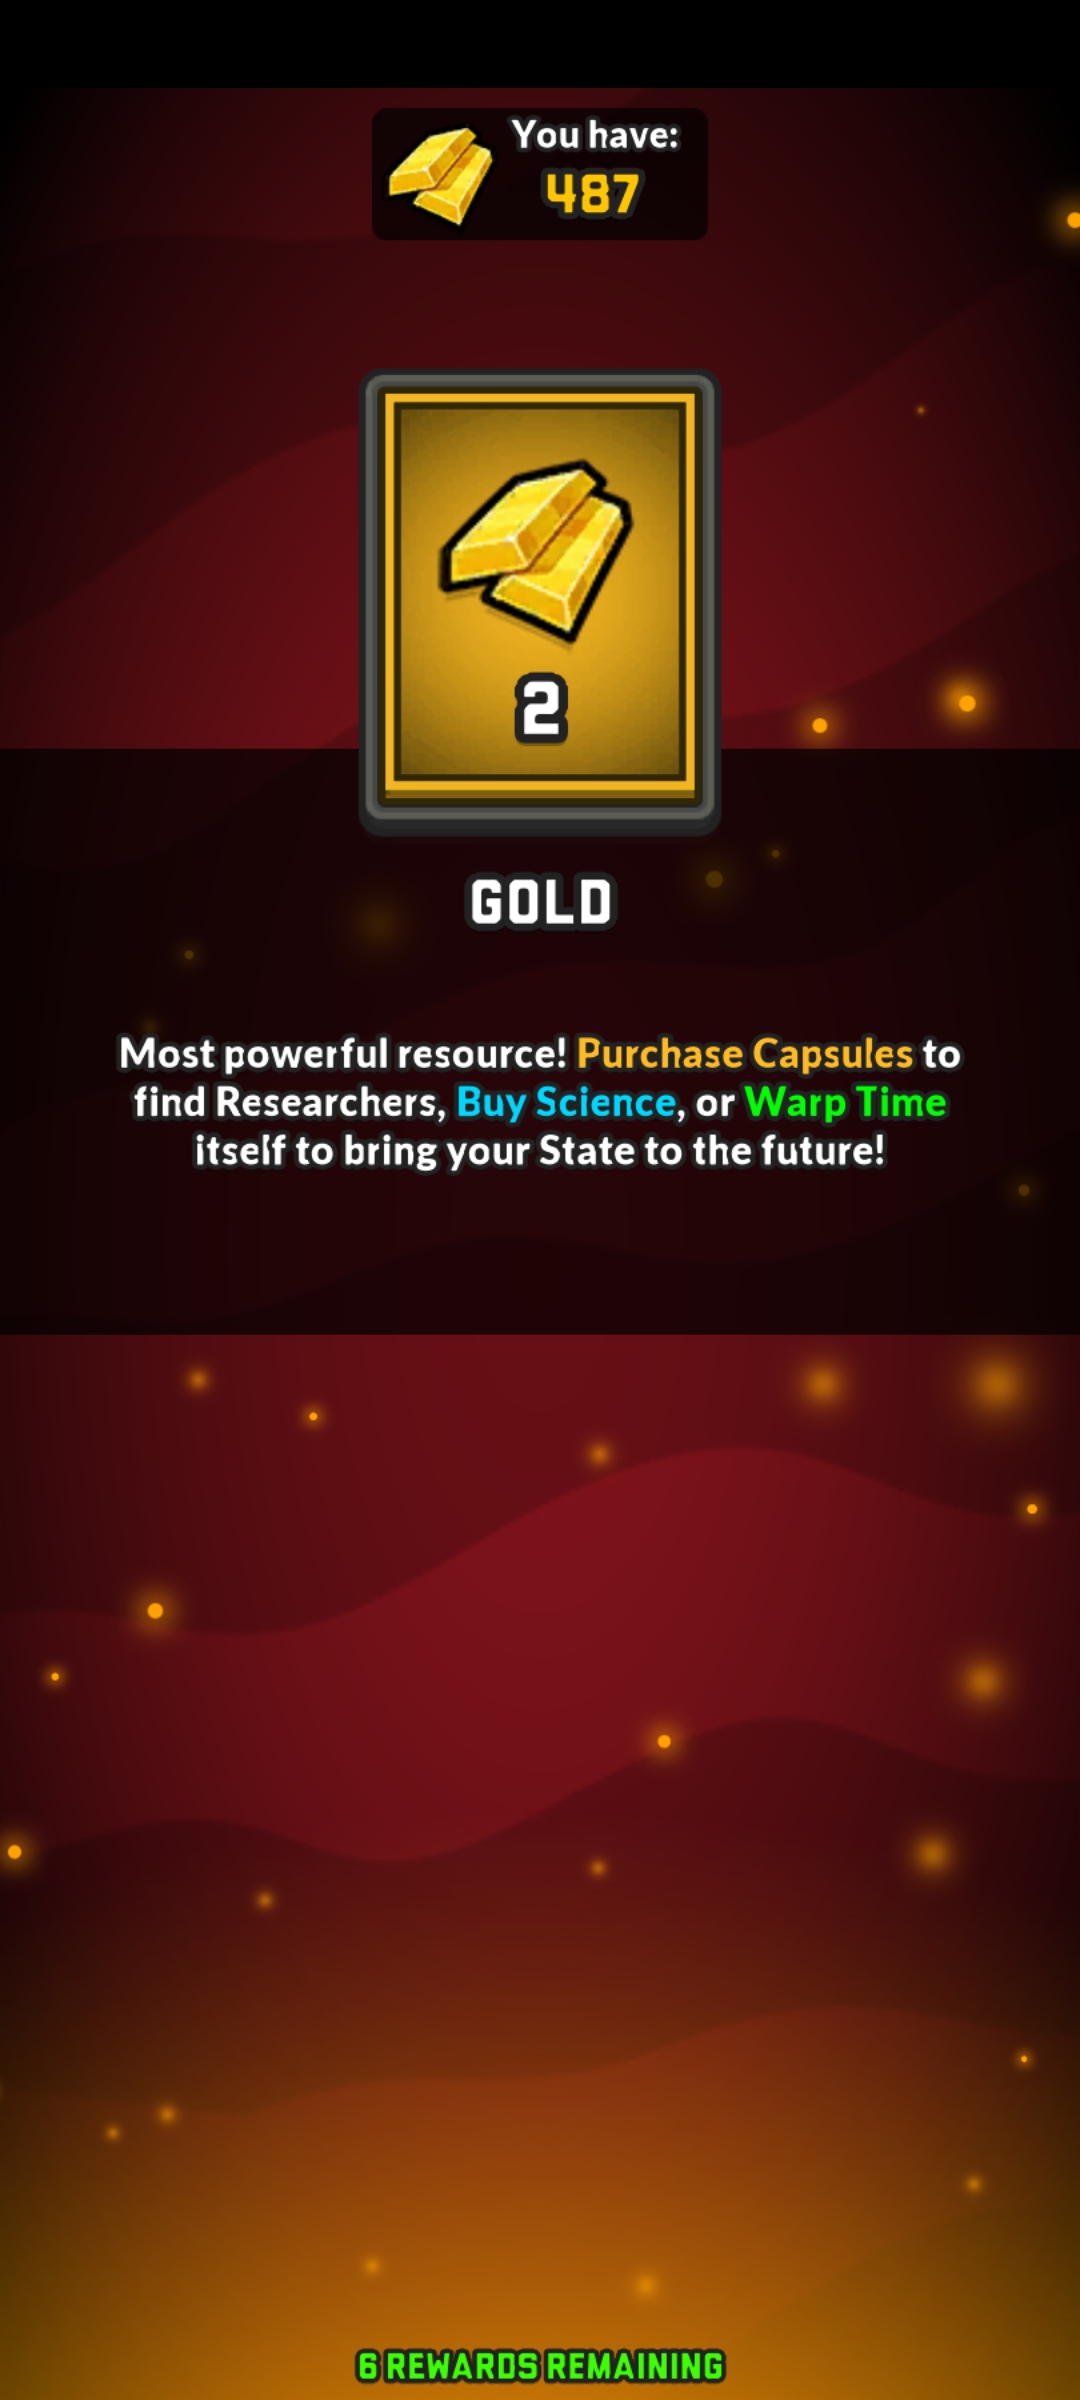 You have:
487
2
GOLD
Most powerful resource! Purchase Capsules to
find Researchers, Buy Science, or Warp Time
itself to bring your State to the future!
6 REWARDS REMAINING